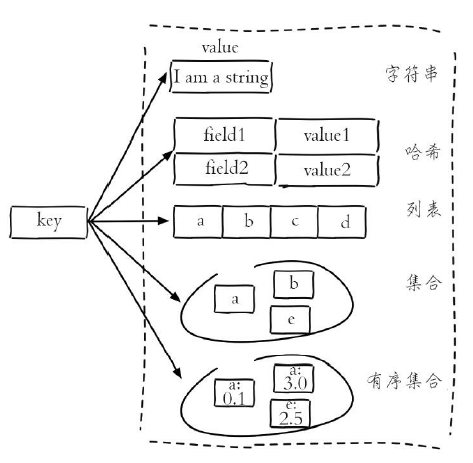 value
I am a string
字符串
field1 value1
哈希
field2 value2
key
a b c d
列表
集合
a
b
e
有序集合
a:
0.1
a:
3.0
e:
2.5